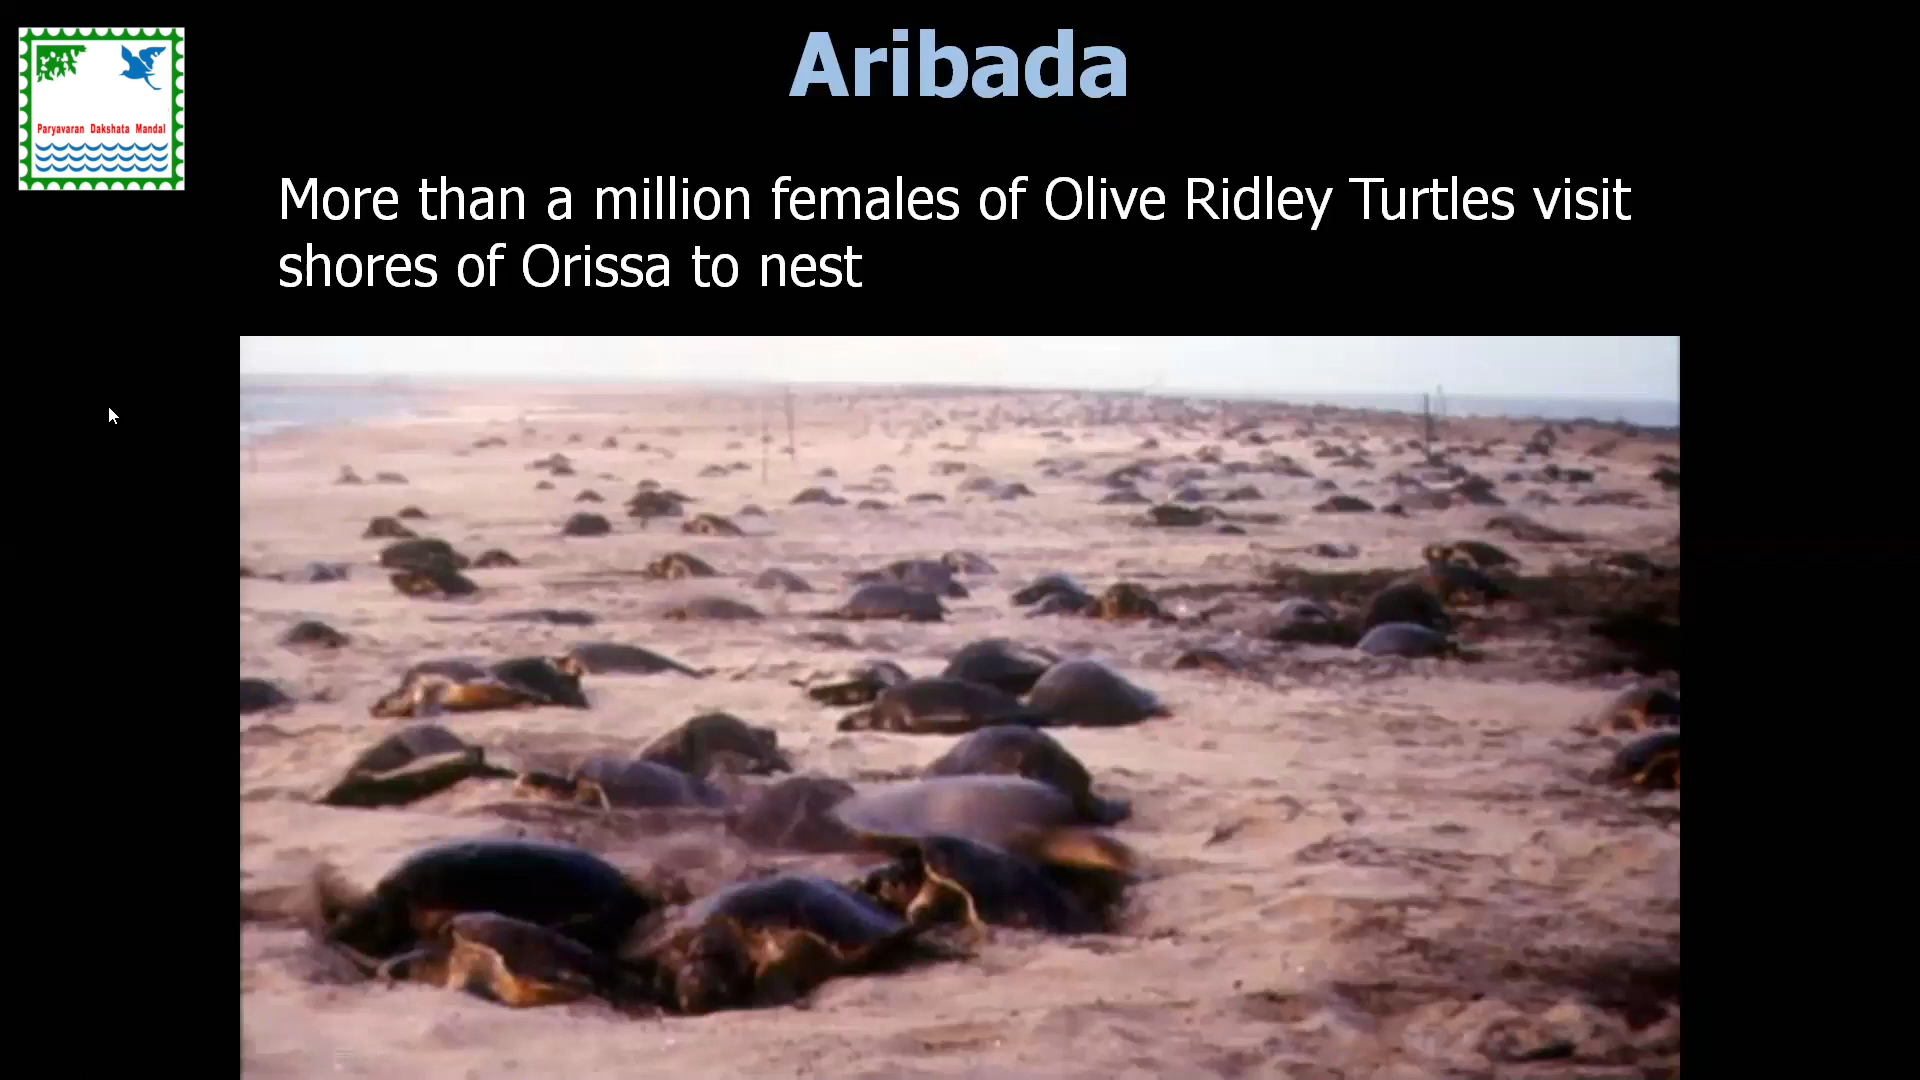 Aribada
Paryavaran Dakshata Mandal
More than a million females of Olive Ridley Turtles visit
shores of Orissa to nest